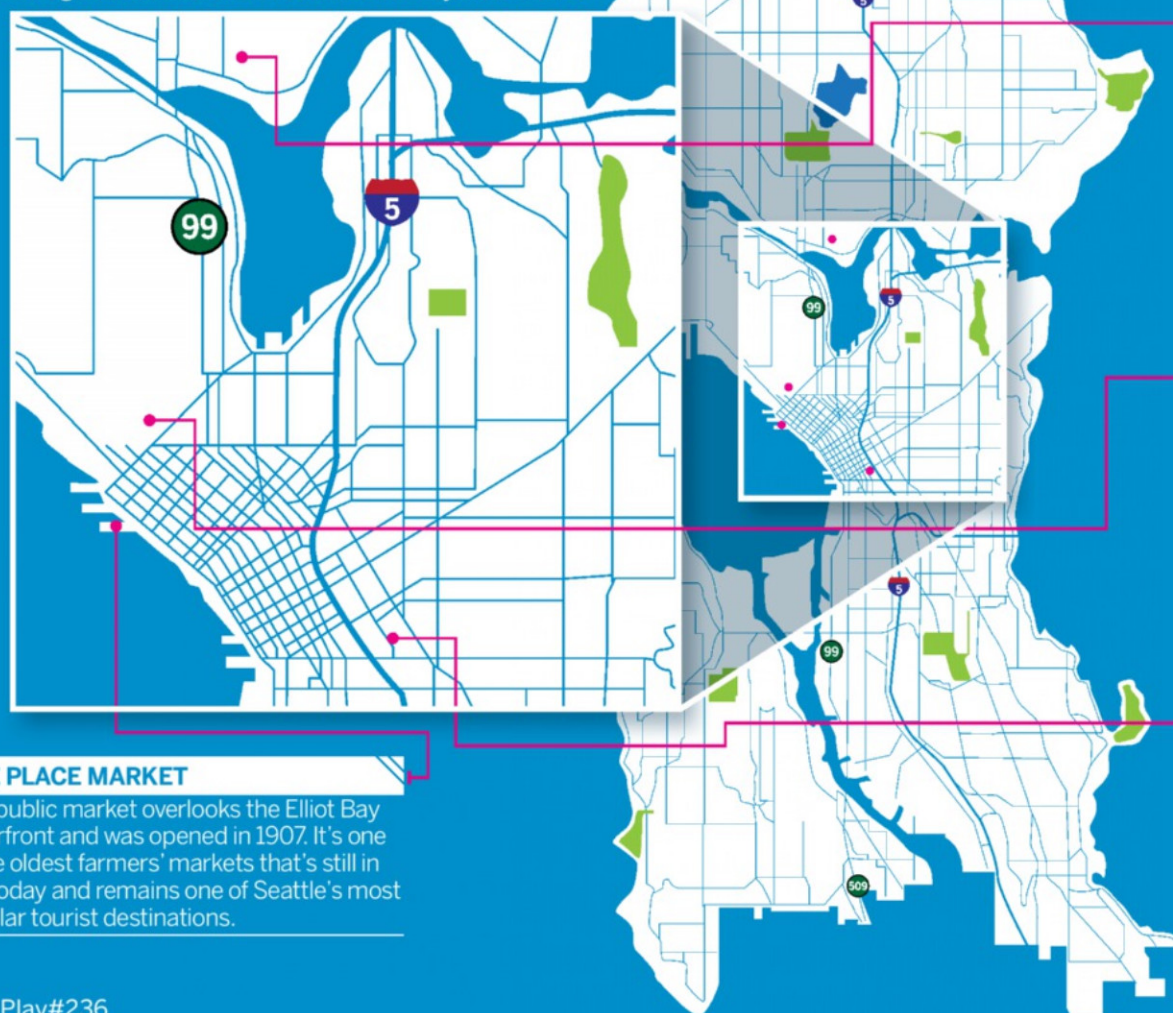 5
99
5
99
5
5
99
PLACE MARKET
public market overlooks the Elliot Bay
rfront and was opened in 1907. It's one
oldest farmers' markets that's still in
oday and remains one of Seattle's most
lar tourist destinations.
509
Play#236